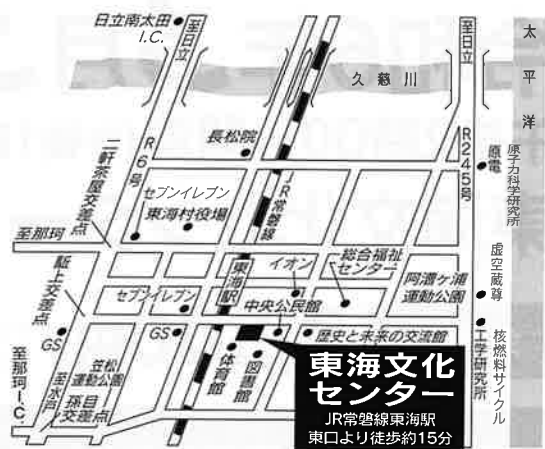 日立南太田
I.C.
至日立
至日立
太平洋
久慈川
R6号
長松院
R245号
原電
原子力科学研究所
二軒茶屋交差点
セブンイレブン
東海村役場
JR常磐線
至那珂
総合福祉
センター
虚空蔵尊
東海駅
イオン
阿漕ヶ浦
運動公園
駈上交差点
セブンイレブン
中央公民館
GS
GS
歴史と未来の交流館
核燃料サイクル
工学研究所
笠松
運動公園
体育館
図書館
至那珂I.C.
至水戸
孫目
交差点
東海文化
センター
JR常磐線東海駅
東口より徒歩約15分